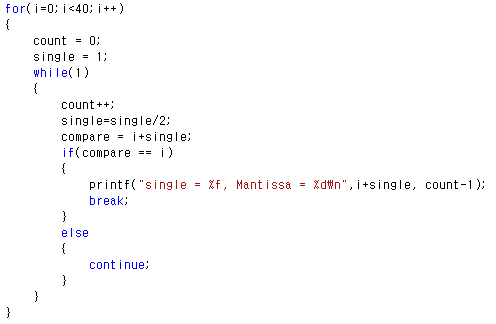 for(i=0;i<40;i++)
{
    count = 0;
    single = 1;
    while(1)
    {
        count++;
        single=single/2;
        compare = i+single;
        if(compare == i)
        {
            printf("single = %f, Mantissa = %d₩n",i+single, count-1);
            break;
        }
        else
        {
            continue;
        }
    }
}